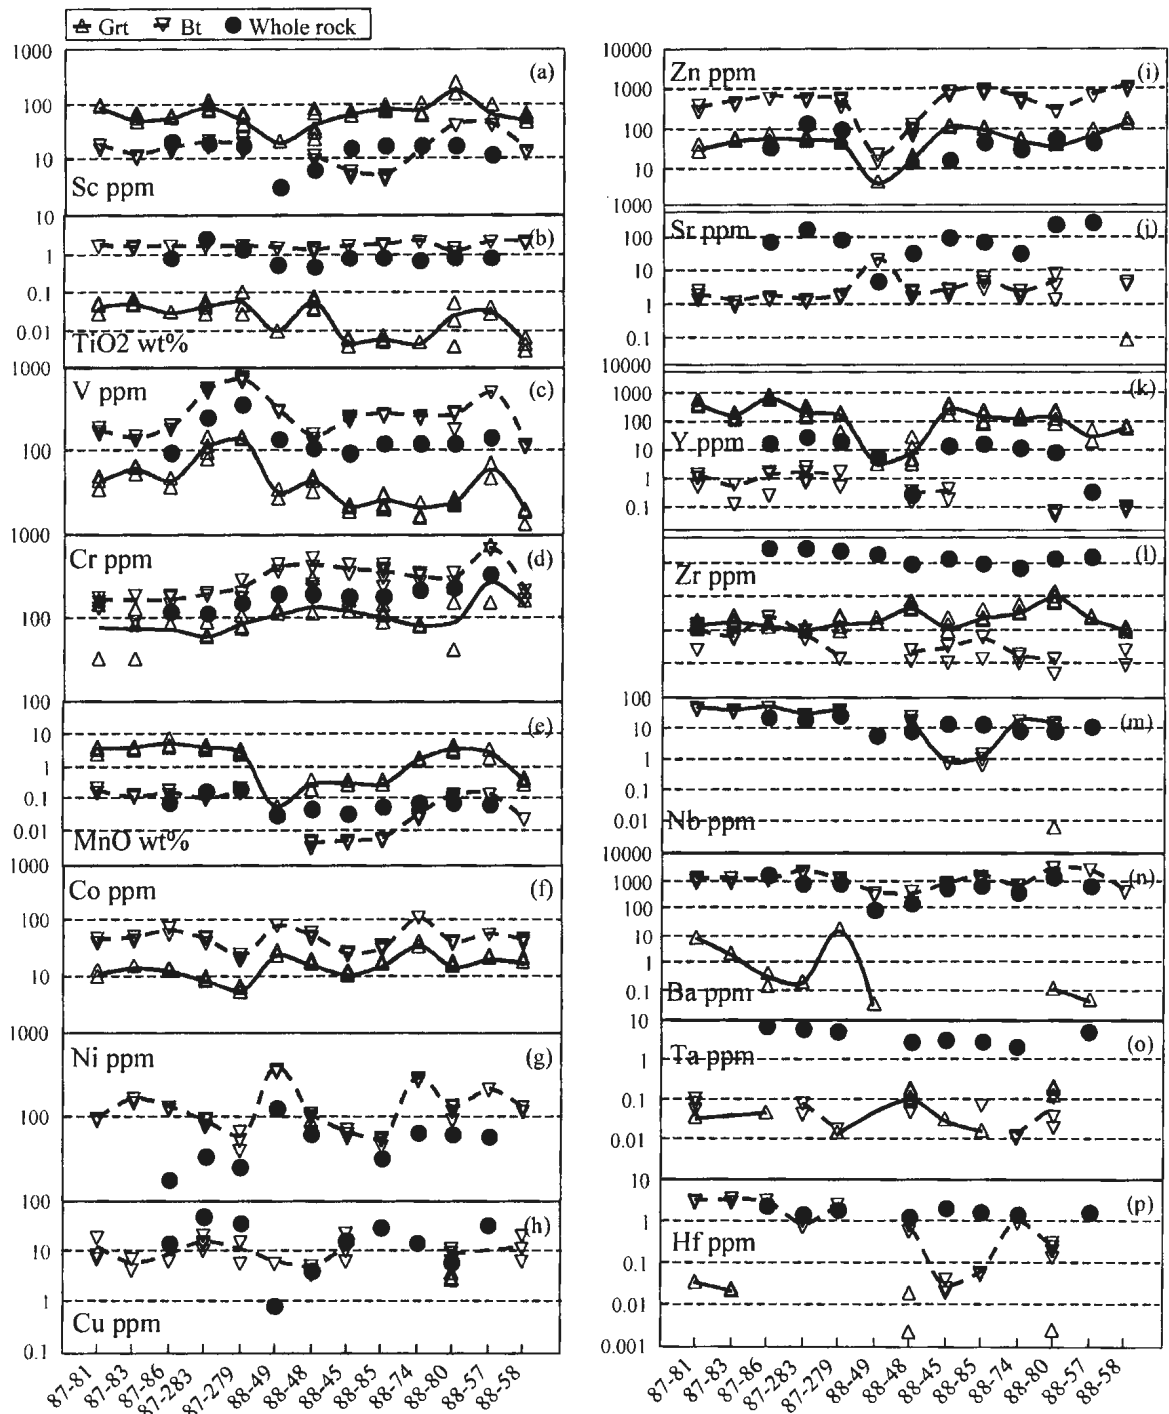 Grt Bt Whole rock
1000
100
10
Sc ppm
(a)
10
1
0.1
0.01
TiO2 wt%
(b)
1000
V ppm
(c)
100
1000
Cr ppm
(d)
100
100
(e)
10
1
0.1
0.01
MnO wt%
1000
Co ppm
(f)
100
10
1000
Ni ppm
(g)
100
100
(h)
10
1
Cu ppm
0.1
87-81
87-83
87-86
87-283
87-279
88-49
88-48
88-45
88-85
88-74
88-80
88-57
88-58
10000
Zn ppm
(i)
1000
100
10
1000
Sr ppm
(j)
100
10
1
0.1
10000
(k)
1000
100
Y ppm
10
1
0.1
(l)
Zr ppm
100
(m)
10
1
0.1
0.01
Nb ppm
10000
(n)
1000
100
10
1
0.1
Ba ppm
10
Ta ppm
(o)
1
0.1
0.01
10
(p)
1
Hf ppm
0.1
0.01
0.001
87-81
87-83
87-86
87-283
87-279
88-49
88-48
88-45
88-85
88-74
88-80
88-57
88-58